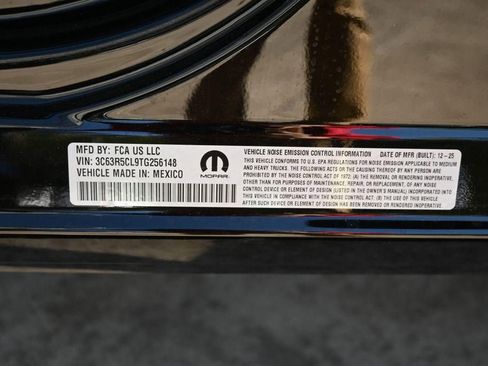 MFD BY: FCA US LLC
VIN: 3C63R5CL9TG256148
VEHICLE MADE IN: MEXICO
MOPAR
VEHICLE NOISE EMISSION CONTROL INFORMATION DATE OF MFR (BUILT): 12-25
THIS VEHICLE CONFORMS TO U.S. EPA REGULATIONS FOR NOISE EMISSION APPLICABLE TO MEDIUM
AND HEAVY TRUCKS. THE FOLLOWING ACTS OR THE CAUSING THEREOF BY ANY PERSON ARE
PROHIBITED BY THE NOISE CONTROL ACT OF 1972: (A) THE REMOVAL OR RENDERING INOPERATIVE,
OTHER THAN FOR PURPOSES OF MAINTENANCE, REPAIR, OR REPLACEMENT, OF ANY NOISE
CONTROL DEVICE OR ELEMENT OF DESIGN (LISTED IN THE OWNER'S MANUAL) INCORPORATED INTO
THIS VEHICLE IN COMPLIANCE WITH THE NOISE CONTROL ACT. (B) THE USE OF THIS VEHICLE
AFTER SUCH DEVICE OR ELEMENT OF DESIGN HAS BEEN REMOVED OR RENDERED INOPERATIVE.